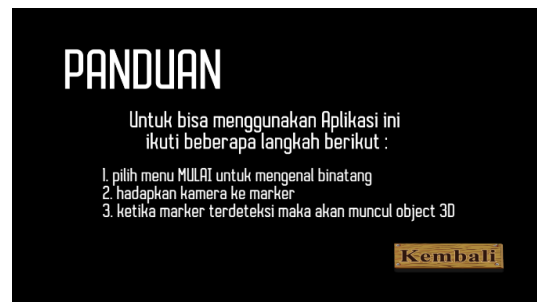 PANDUAN
Untuk bisa menggunakan Aplikasi ini
ikuti beberapa langkah berikut :
1. pilih menu MULAI untuk mengenal binatang
2. hadapkan kamera ke marker
3. ketika marker terdeteksi maka akan muncul object 3D
Kembali